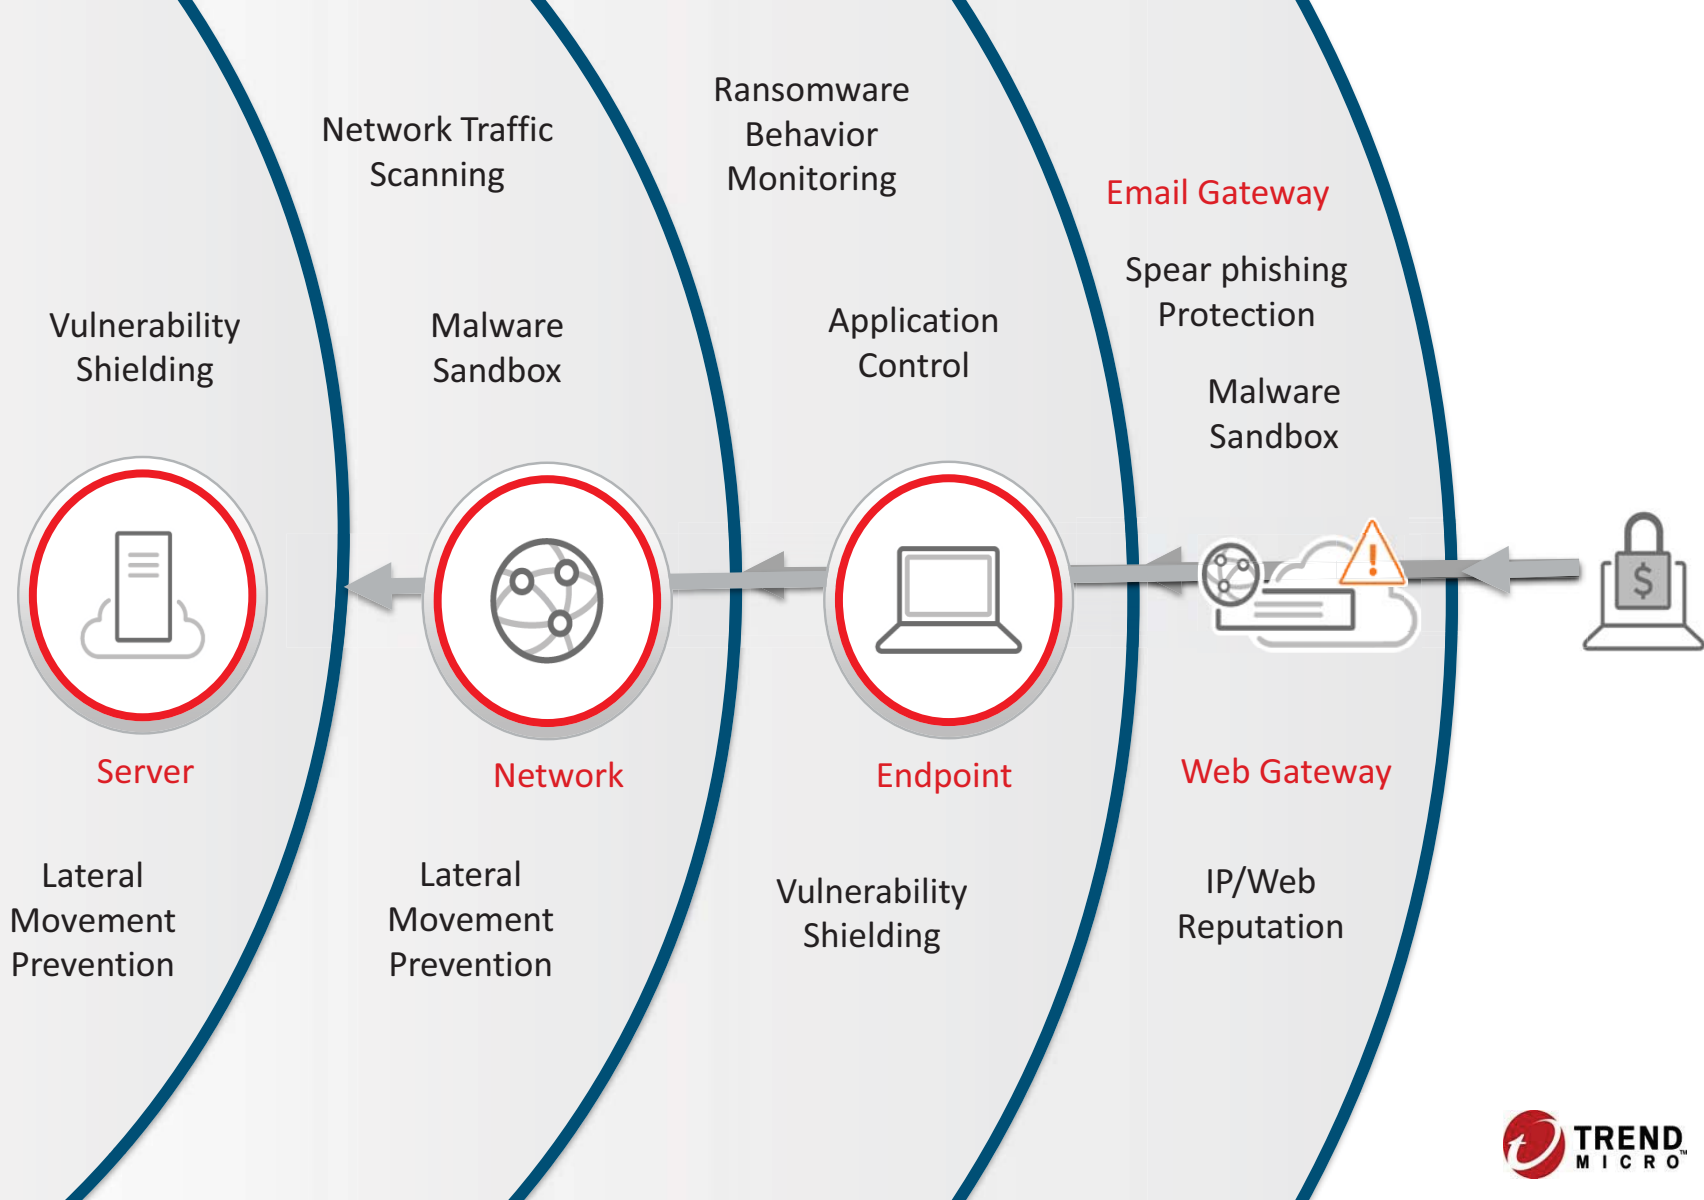 Vulnerability
Shielding
Server
Lateral
Movement
Prevention
Network Traffic
Scanning
Malware
Sandbox
Network
Lateral
Movement
Prevention
Ransomware
Behavior
Monitoring
Application
Control
Endpoint
Vulnerability
Shielding
Email Gateway
Spear phishing
Protection
Malware
Sandbox
Web Gateway
IP/Web
Reputation
$
TREND
MICRO™